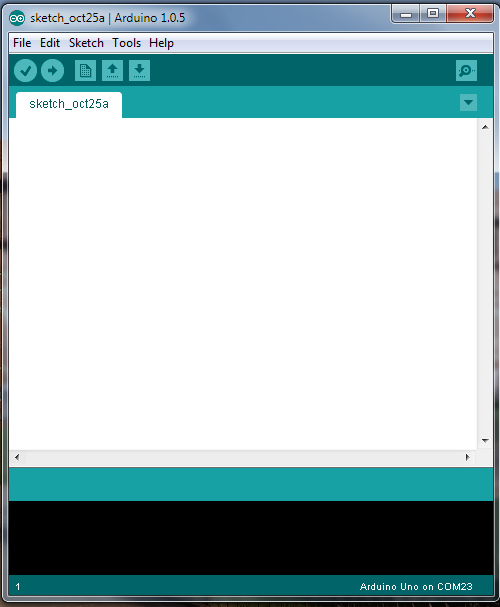 sketch_oct25a | Arduino 1.0.5
File Edit Sketch Tools Help
sketch_oct25a
1 Arduino Uno on COM23